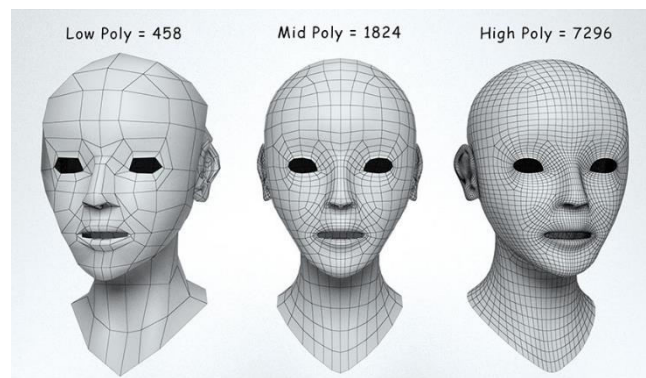 Low Poly = 458
Mid Poly = 1824
High Poly = 7296